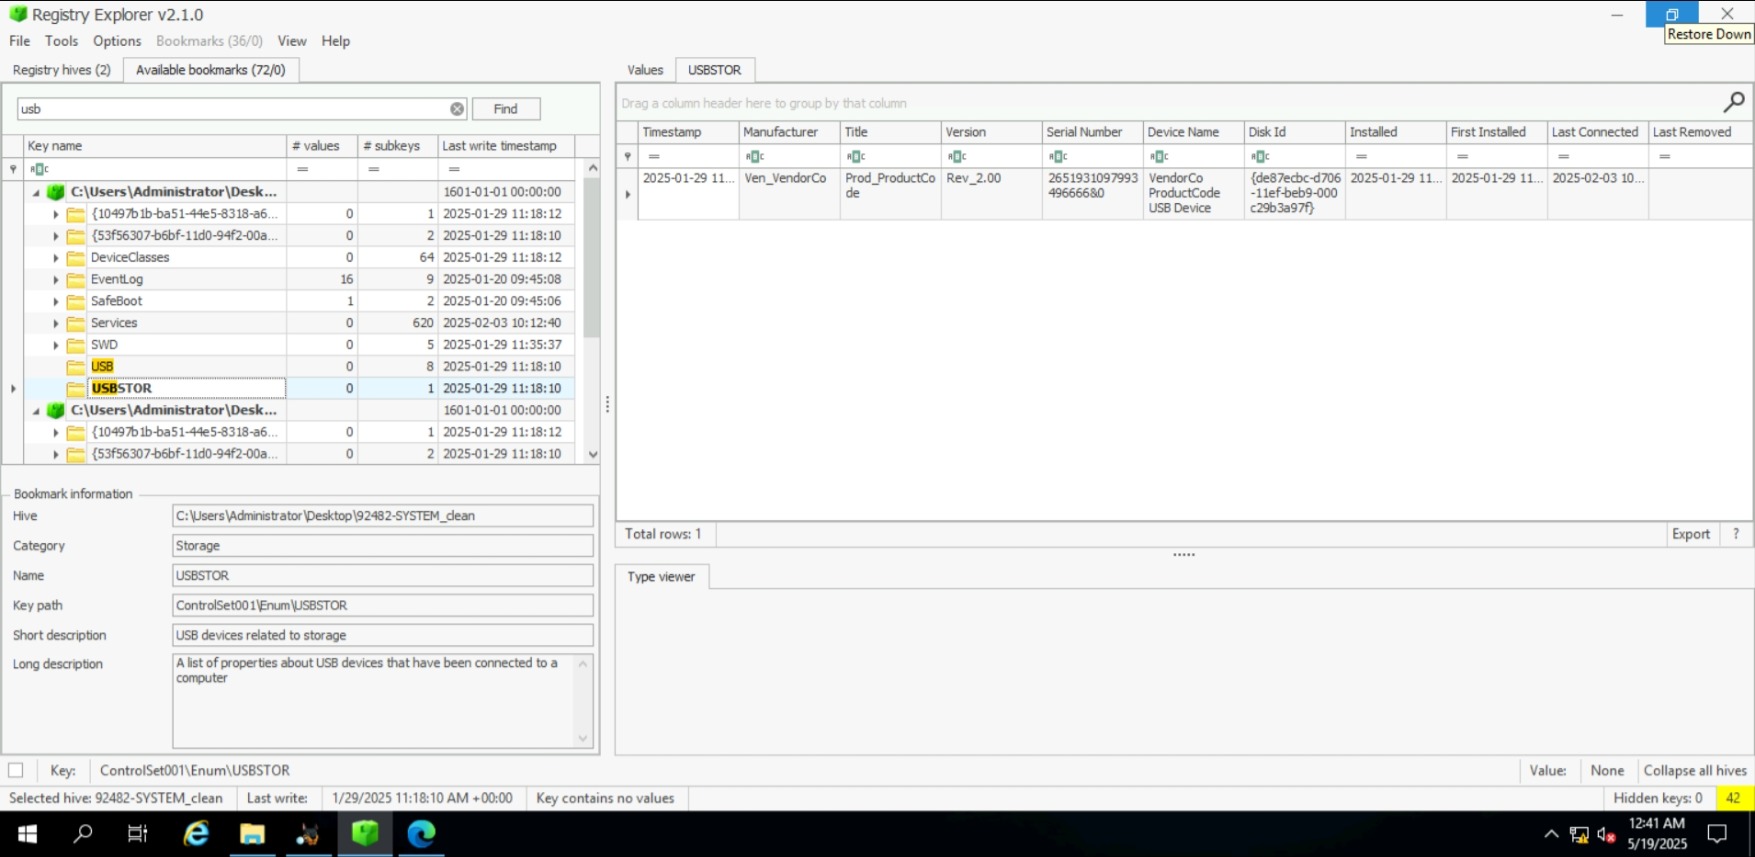 Registry Explorer v2.1.0
Restore Down
File Tools Options Bookmarks (36/0) View Help
Registry hives (2) Available bookmarks (72/0)
usb Find
Key name # values # subkeys Last write timestamp
= = =
C:\Users\Administrator\Desk... 1601-01-01 00:00:00
{10497b1b-ba51-44e5-8318-a6... 0 1 2025-01-29 11:18:12
{53f56307-b6bf-11d0-94f2-00a... 0 2 2025-01-29 11:18:10
DeviceClasses 0 64 2025-01-29 11:18:12
EventLog 16 9 2025-01-20 09:45:08
SafeBoot 1 2 2025-01-20 09:45:06
Services 0 620 2025-02-03 10:12:40
SWD 0 5 2025-01-29 11:35:37
USB 0 8 2025-01-29 11:18:10
USBSTOR 0 1 2025-01-29 11:18:10
C:\Users\Administrator\Desk... 1601-01-01 00:00:00
{10497b1b-ba51-44e5-8318-a6... 0 1 2025-01-29 11:18:12
{53f56307-b6bf-11d0-94f2-00a... 0 2 2025-01-29 11:18:10
Bookmark information
Hive C:\Users\Administrator\Desktop\92482-SYSTEM_clean
Category Storage
Name USBSTOR
Key path ControlSet001\Enum\USBSTOR
Short description USB devices related to storage
Long description A list of properties about USB devices that have been connected to a
computer
Values USBSTOR
Drag a column header here to group by that column
Timestamp Manufacturer Title Version Serial Number Device Name Disk Id Installed First Installed Last Connected Last Removed
= = = = =
2025-01-29 11... Ven_VendorCo Prod_ProductCo Rev_2.00 2651931097993 VendorCo {de87ecbc-d706 2025-01-29 11... 2025-01-29 11... 2025-02-03 10...
de 496666&0 ProductCode -11ef-beb9-000
USB Device c29b3a97f}
Total rows: 1 Export ?
Type viewer
Key: ControlSet001\Enum\USBSTOR Value: None Collapse all hives
Selected hive: 92482-SYSTEM_clean Last write: 1/29/2025 11:18:10 AM +00:00 Key contains no values Hidden keys: 0 42
12:41 AM
5/19/2025